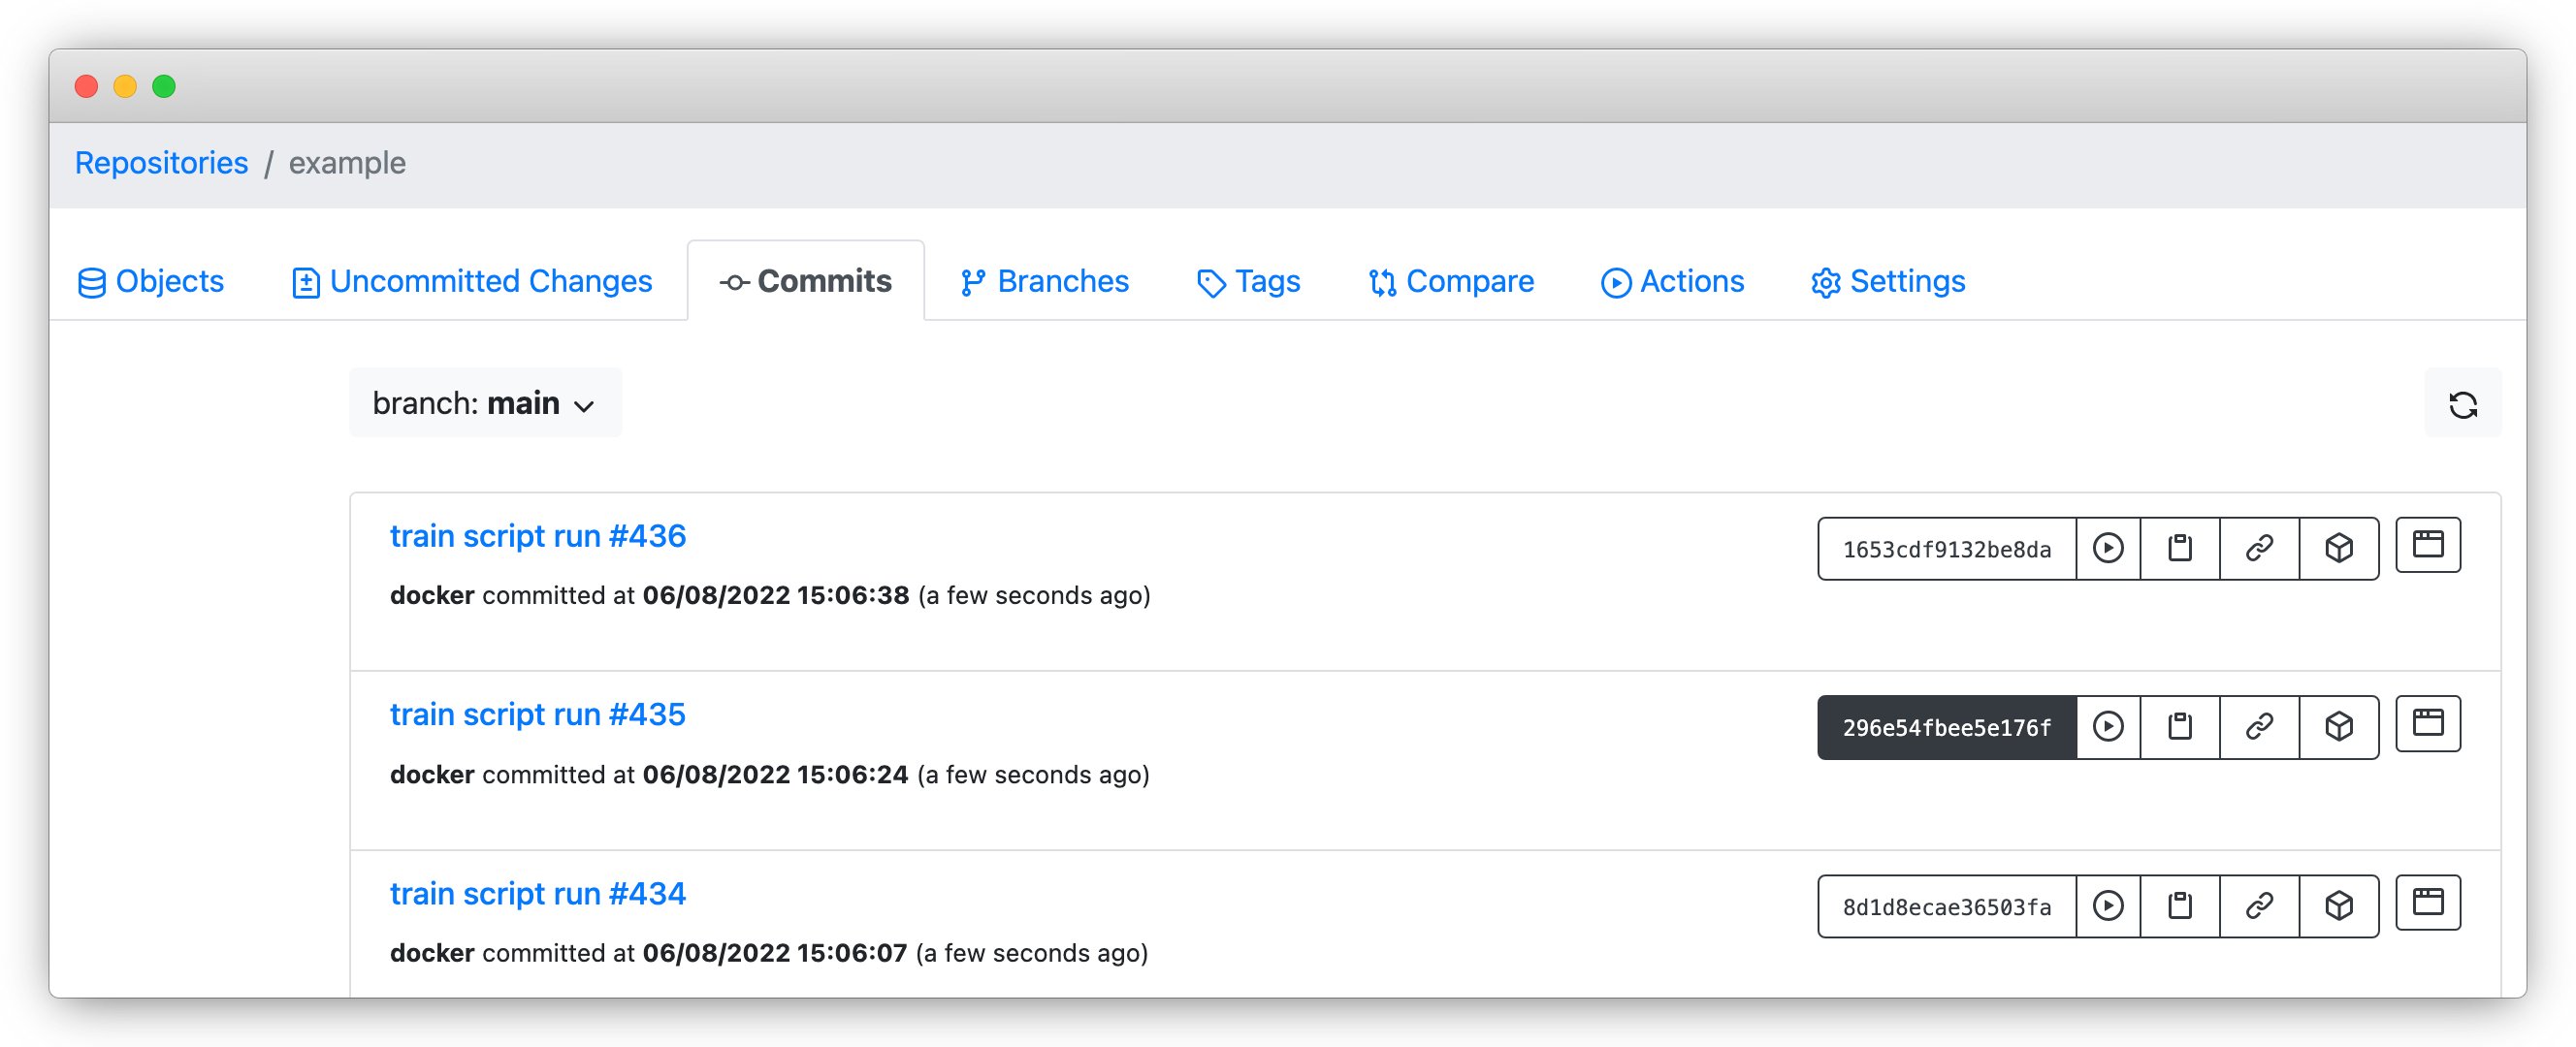 Repositories / example
Objects Uncommitted Changes Commits Branches Tags Compare Actions Settings
branch: main
train script run #436
1653cdf9132be8da
docker committed at 06/08/2022 15:06:38 (a few seconds ago)
train script run #435
296e54fbee5e176f
docker committed at 06/08/2022 15:06:24 (a few seconds ago)
train script run #434
8d1d8ecae36503fa
docker committed at 06/08/2022 15:06:07 (a few seconds ago)